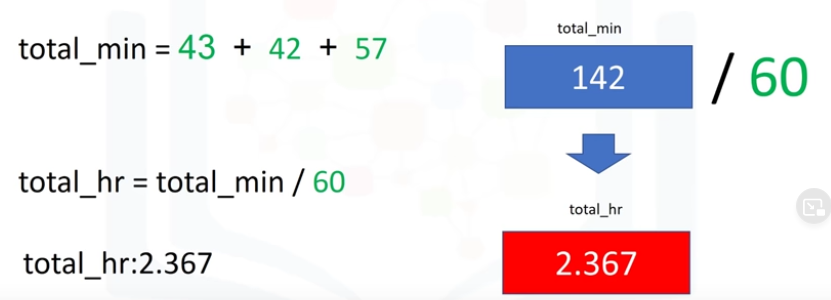 total_min = 43 + 42 + 57
total_hr = total_min / 60
total_hr:2.367
total_min
142 / 60
total_hr
2.367